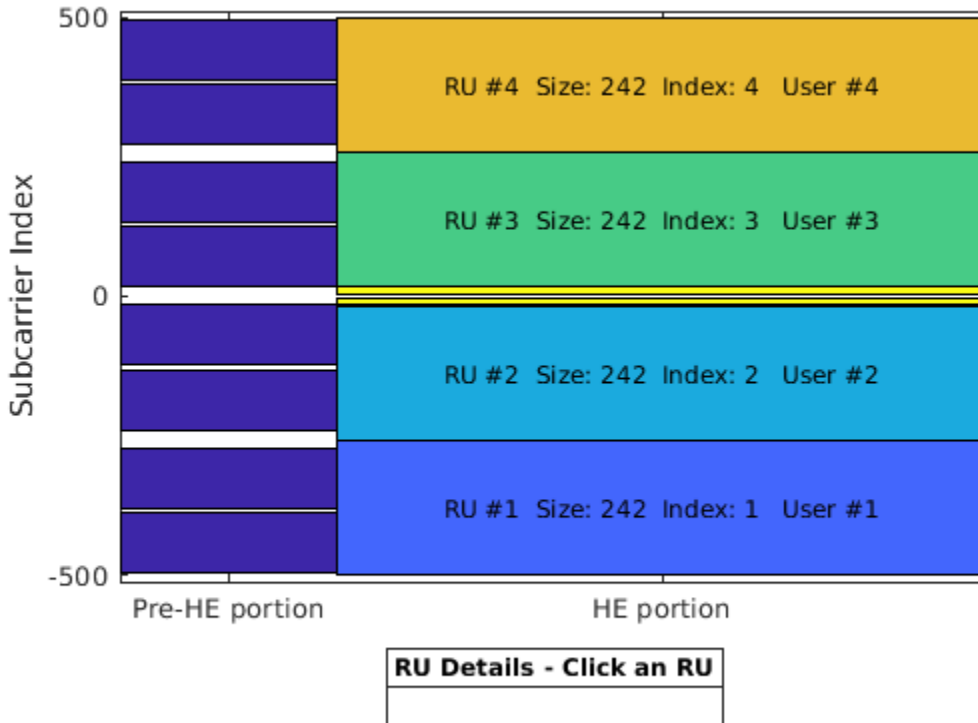 500
RU #4 Size: 242 Index: 4 User #4
RU #3 Size: 242 Index: 3 User #3
Subcarrier Index
0
RU #2 Size: 242 Index: 2 User #2
RU #1 Size: 242 Index: 1 User #1
-500
Pre-HE portion HE portion
RU Details - Click an RU